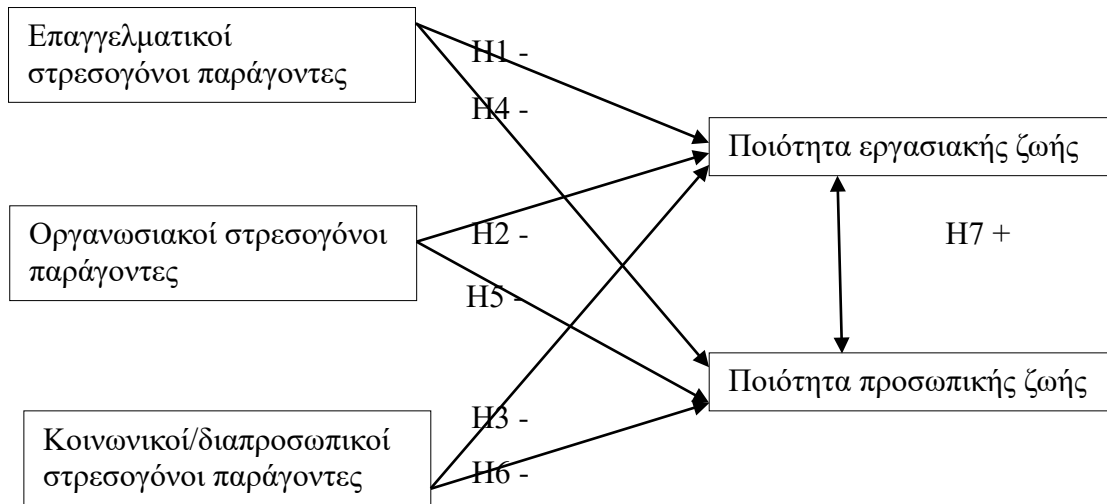 Επαγγελματικοί
στρεσογόνοι παράγοντες
H1 -
H4 -
Ποιότητα εργασιακής ζωής
Οργανωσιακοί στρεσογόνοι
παράγοντες
H2 -
H7 +
H5 -
Ποιότητα προσωπικής ζωής
Κοινωνικοί/διαπροσωπικοί
στρεσογόνοι παράγοντες
H3 -
H6 -